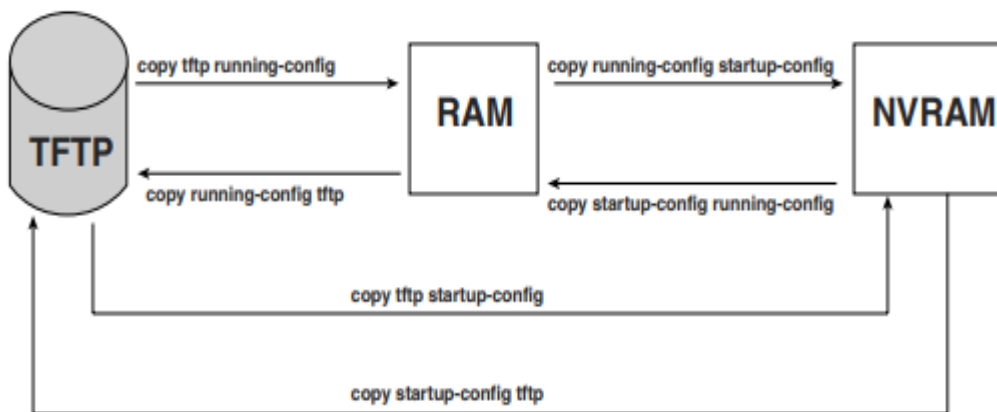 copy tftp running-config
copy running-config startup-config
TFTP
RAM
NVRAM
copy running-config tftp
copy startup-config running-config
copy tftp startup-config
copy startup-config tftp